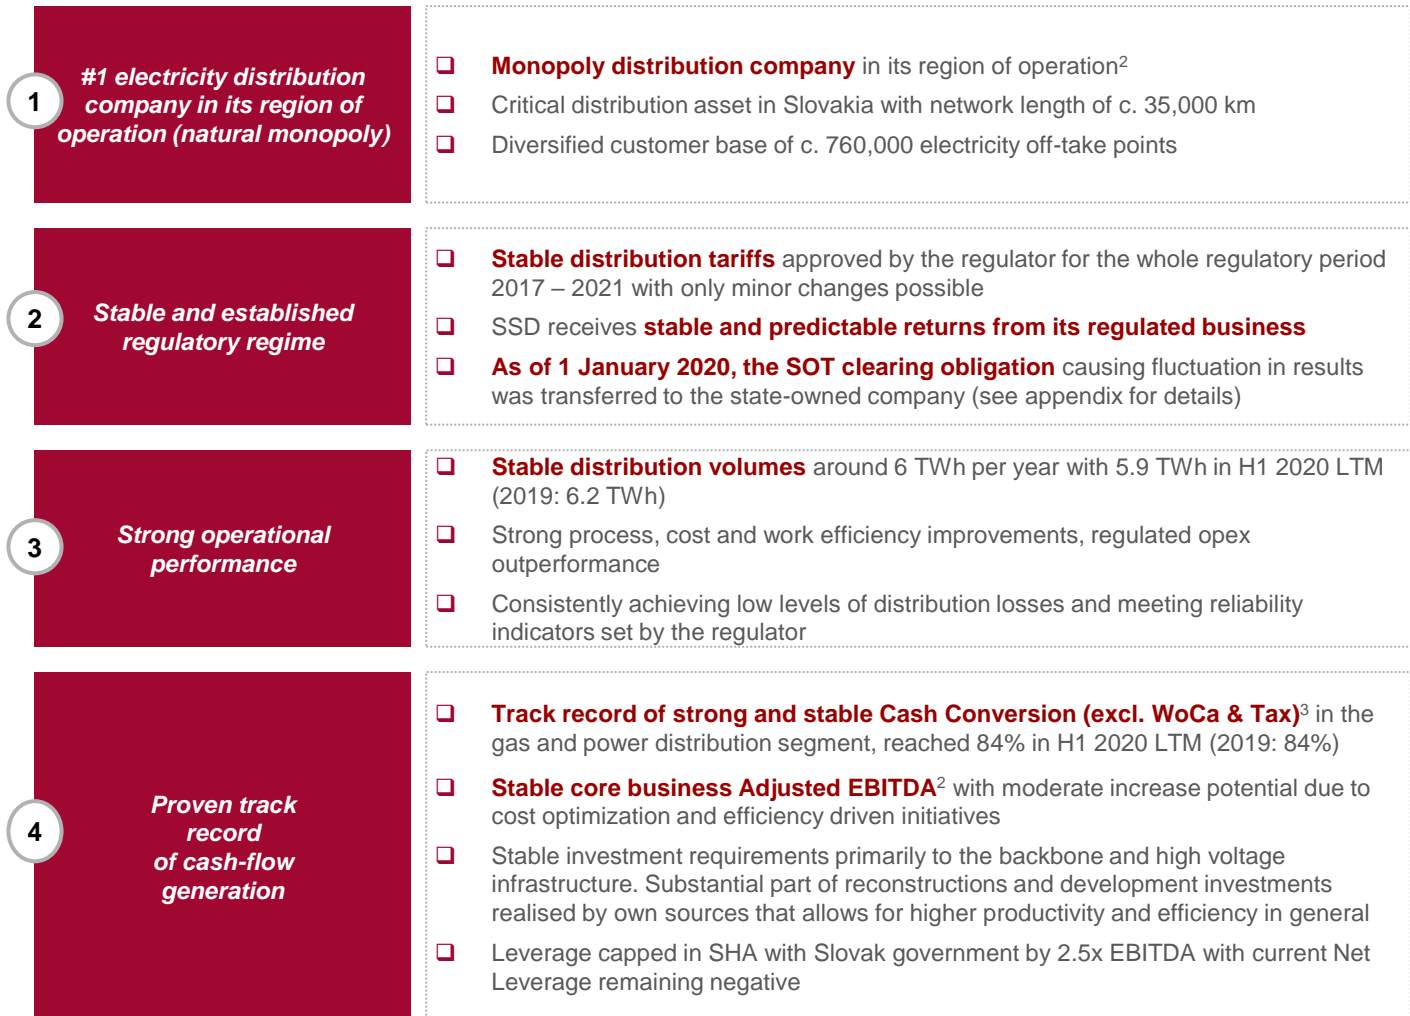 1
#1 electricity distribution
company in its region of
operation (natural monopoly)
❑ Monopoly distribution company in its region of operation2
❑ Critical distribution asset in Slovakia with network length of c. 35,000 km
❑ Diversified customer base of c. 760,000 electricity off-take points
2
Stable and established
regulatory regime
❑ Stable distribution tariffs approved by the regulator for the whole regulatory period
2017 – 2021 with only minor changes possible
❑ SSD receives stable and predictable returns from its regulated business
❑ As of 1 January 2020, the SOT clearing obligation causing fluctuation in results
was transferred to the state-owned company (see appendix for details)
3
Strong operational
performance
❑ Stable distribution volumes around 6 TWh per year with 5.9 TWh in H1 2020 LTM
(2019: 6.2 TWh)
❑ Strong process, cost and work efficiency improvements, regulated opex
outperformance
❑ Consistently achieving low levels of distribution losses and meeting reliability
indicators set by the regulator
4
Proven track
record
of cash-flow
generation
❑ Track record of strong and stable Cash Conversion (excl. WoCa & Tax)3 in the
gas and power distribution segment, reached 84% in H1 2020 LTM (2019: 84%)
❑ Stable core business Adjusted EBITDA2 with moderate increase potential due to
cost optimization and efficiency driven initiatives
❑ Stable investment requirements primarily to the backbone and high voltage
infrastructure. Substantial part of reconstructions and development investments
realised by own sources that allows for higher productivity and efficiency in general
❑ Leverage capped in SHA with Slovak government by 2.5x EBITDA with current Net
Leverage remaining negative